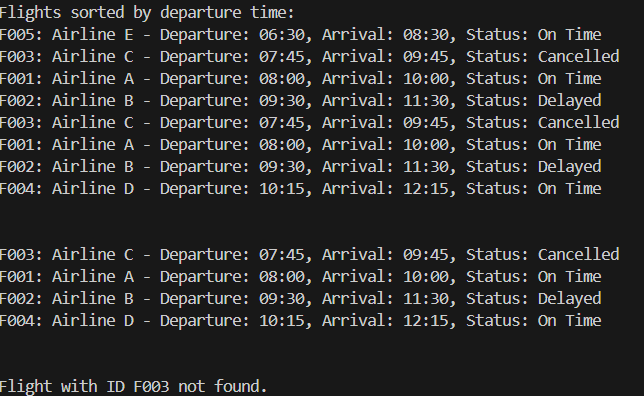 Flights sorted by departure time:
F005: Airline E - Departure: 06:30, Arrival: 08:30, Status: On Time
F003: Airline C - Departure: 07:45, Arrival: 09:45, Status: Cancelled
F001: Airline A - Departure: 08:00, Arrival: 10:00, Status: On Time
F002: Airline B - Departure: 09:30, Arrival: 11:30, Status: Delayed
F003: Airline C - Departure: 07:45, Arrival: 09:45, Status: Cancelled
F001: Airline A - Departure: 08:00, Arrival: 10:00, Status: On Time
F002: Airline B - Departure: 09:30, Arrival: 11:30, Status: Delayed
F004: Airline D - Departure: 10:15, Arrival: 12:15, Status: On Time
F003: Airline C - Departure: 07:45, Arrival: 09:45, Status: Cancelled
F001: Airline A - Departure: 08:00, Arrival: 10:00, Status: On Time
F002: Airline B - Departure: 09:30, Arrival: 11:30, Status: Delayed
F004: Airline D - Departure: 10:15, Arrival: 12:15, Status: On Time
Flight with ID F003 not found.